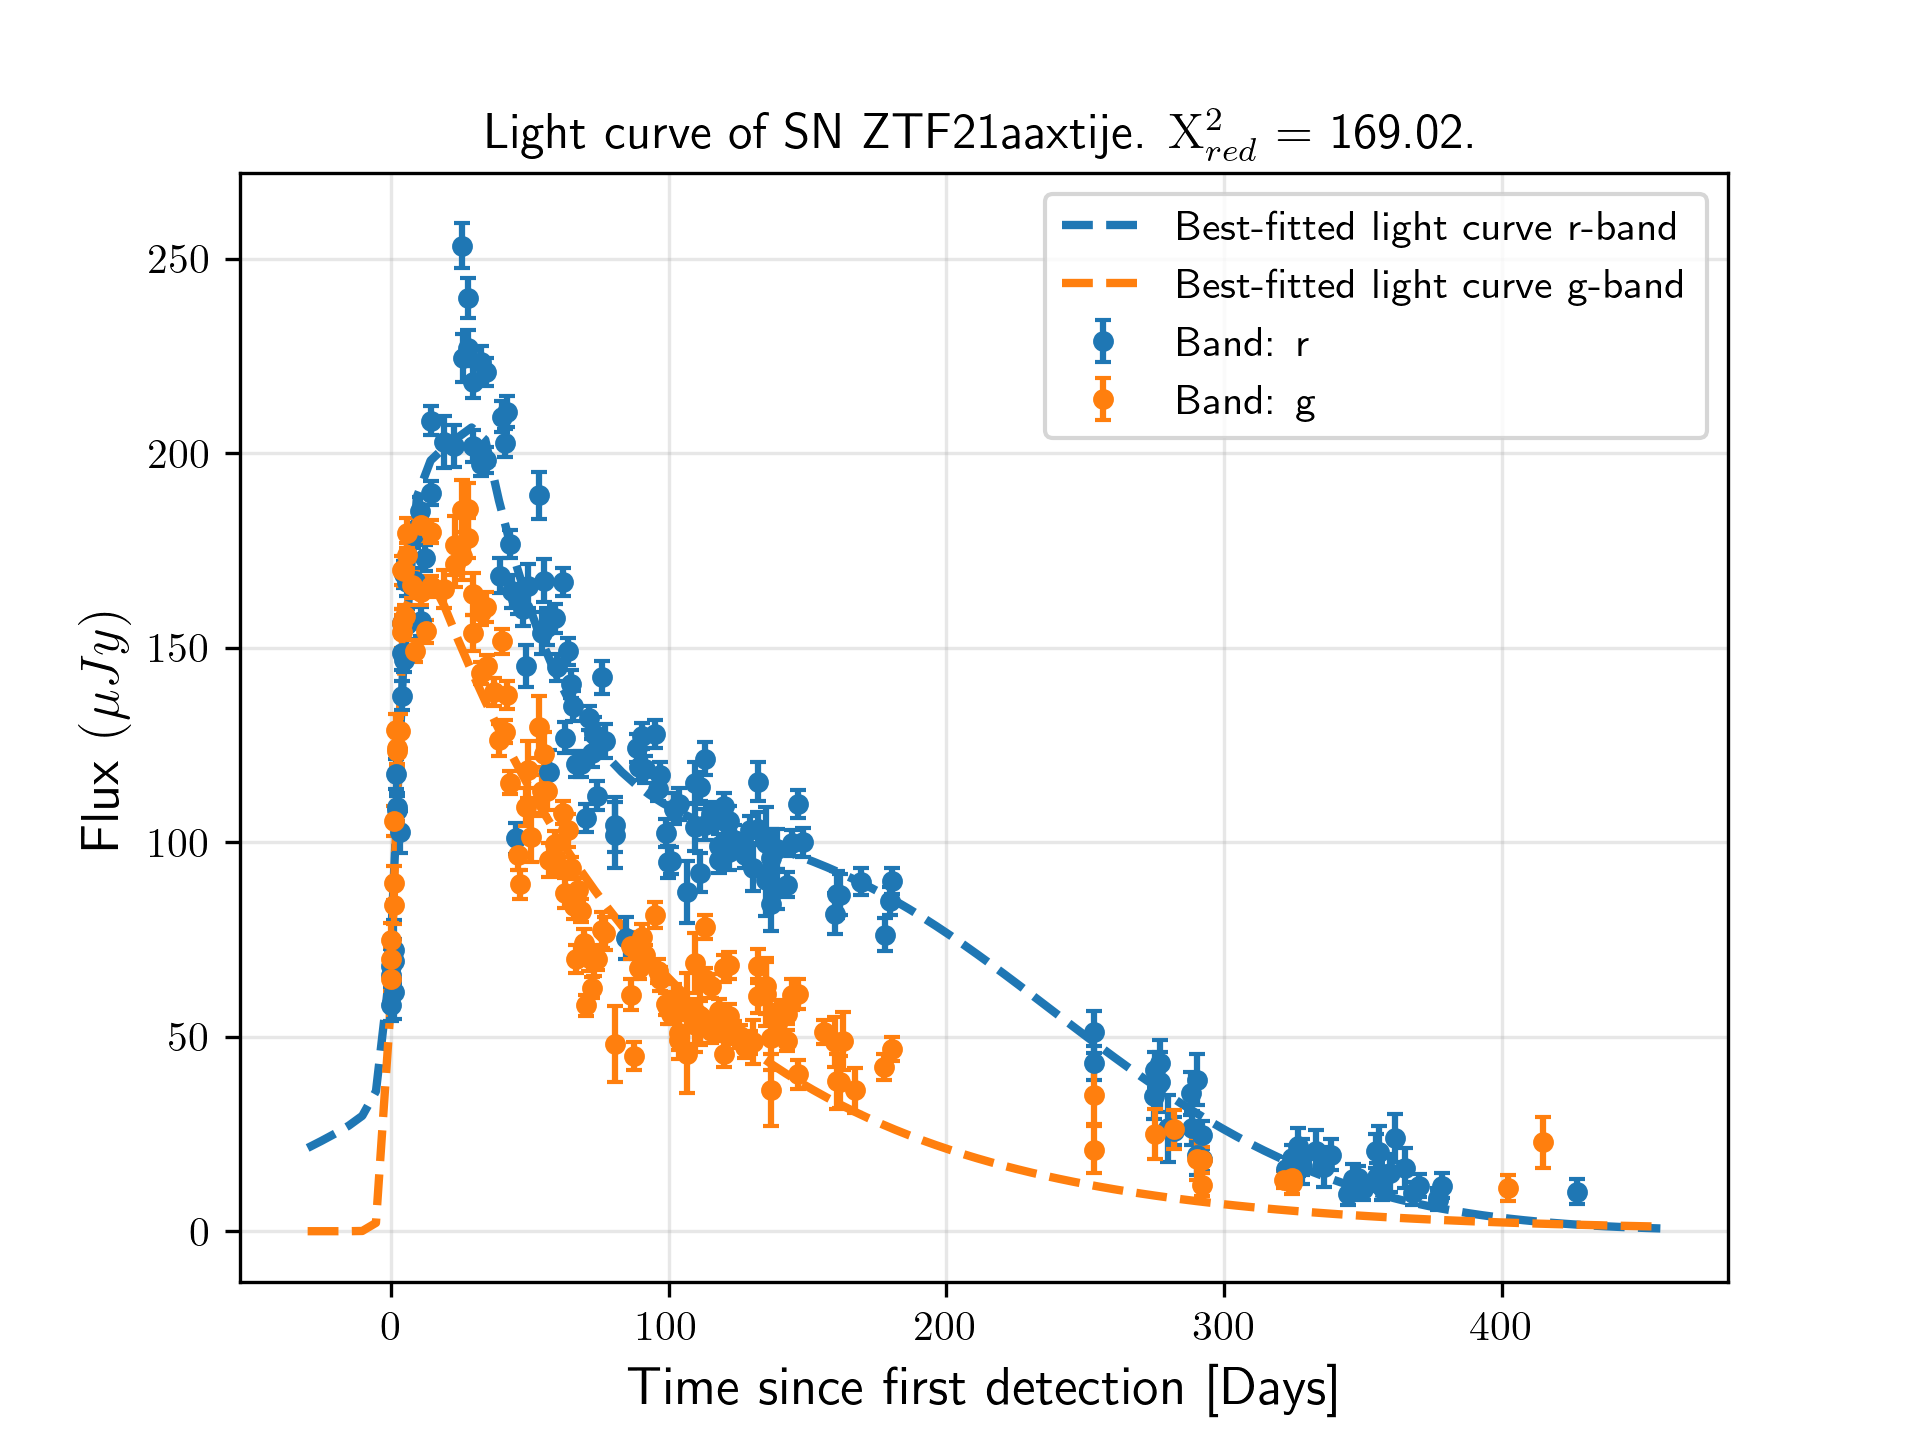 Light curve of SN ZTF21aaxtije. X²_red = 169.02.
Best-fitted light curve r-band
Best-fitted light curve g-band
Band: r
Band: g
250
200
150
100
50
0
Flux (μJy)
0 100 200 300 400
Time since first detection [Days]